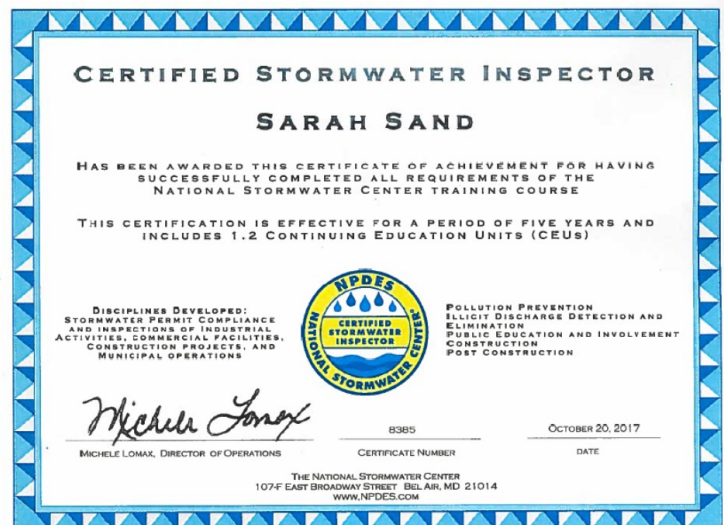 CERTIFIED STORMWATER INSPECTOR
SARAH SAND
HAS BEEN AWARDED THIS CERTIFICATE OF ACHIEVEMENT FOR HAVING
SUCCESSFULLY COMPLETED ALL REQUIREMENTS OF THE
NATIONAL STORMWATER CENTER TRAINING COURSE
THIS CERTIFICATION IS EFFECTIVE FOR A PERIOD OF FIVE YEARS AND
INCLUDES 1.2 CONTINUING EDUCATION UNITS (CEUS)
DISCIPLINES DEVELOPED:
STORMWATER PERMIT COMPLIANCE
AND INSPECTIONS OF INDUSTRIAL
ACTIVITIES, COMMERCIAL FACILITIES,
CONSTRUCTION PROJECTS, AND
MUNICIPAL OPERATIONS
NPDES
CERTIFIED
STORMWATER
INSPECTOR
NATIONAL STORMWATER CENTER
POLLUTION PREVENTION
ILLICIT DISCHARGE DETECTION AND
ELIMINATION
PUBLIC EDUCATION AND INVOLVEMENT
CONSTRUCTION
POST CONSTRUCTION
Michele Lomax
MICHELE LOMAX, DIRECTOR OF OPERATIONS
8385
CERTIFICATE NUMBER
OCTOBER 20, 2017
DATE
THE NATIONAL STORMWATER CENTER
107-F EAST BROADWAY STREET BEL AIR, MD 21014
WWW.NPDES.COM